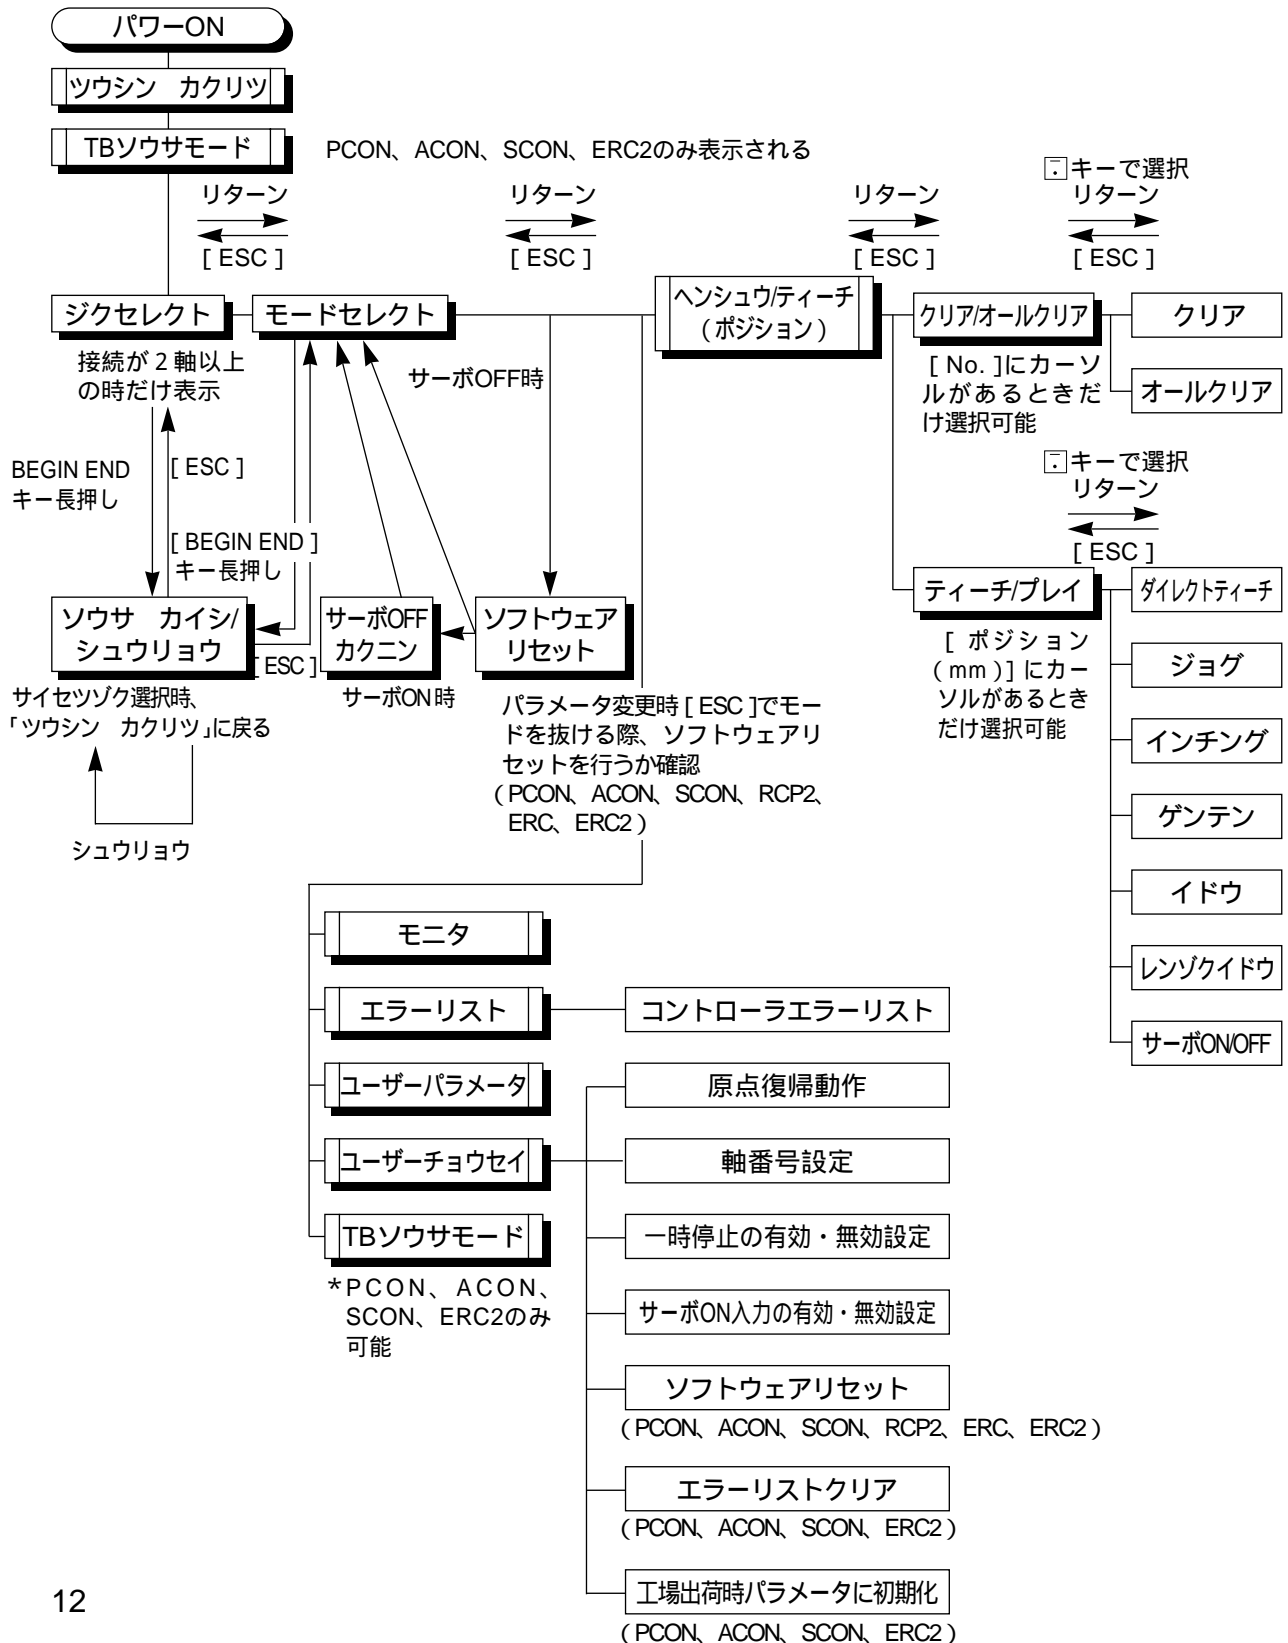 パワーON
ツウシン　カクリツ
TBソウサモード
PCON、ACON、SCON、ERC2のみ表示される
リターン
[ ESC ]
リターン
[ ESC ]
リターン
[ ESC ]
キーで選択
リターン
[ ESC ]
ジクセレクト
モードセレクト
ヘンシュウ/ティーチ
(ポジション)
クリア/オールクリア
クリア
接続が2軸以上
の時だけ表示
サーボOFF時
[ No. ]にカーソ
ルがあるときだ
け選択可能
オールクリア
BEGIN END
キー長押し
[ ESC ]
[ BEGIN END ]
キー長押し
キーで選択
リターン
[ ESC ]
ソウサ　カイシ/
シュウリョウ
[ ESC ]
サーボOFF
カクニン
ソフトウェア
リセット
ティーチ/プレイ
ダイレクトティーチ
サイセツゾク選択時、
「ツウシン　カクリツ」に戻る
サーボON時
パラメータ変更時 [ ESC ]でモー
ドを抜ける際、ソフトウェアリ
セットを行うか確認
(PCON、ACON、SCON、RCP2、
ERC、ERC2)
[ ポジション
(mm)] にカー
ソルがあるとき
だけ選択可能
ジョグ
インチング
ゲンテン
イドウ
レンゾクイドウ
サーボON/OFF
シュウリョウ
モニタ
エラーリスト
コントローラエラーリスト
ユーザーパラメータ
原点復帰動作
ユーザーチョウセイ
軸番号設定
TBソウサモード
一時停止の有効・無効設定
*PCON、ACON、
SCON、ERC2のみ
可能
サーボON入力の有効・無効設定
ソフトウェアリセット
(PCON、ACON、SCON、RCP2、ERC、ERC2)
エラーリストクリア
(PCON、ACON、SCON、ERC2)
工場出荷時パラメータに初期化
(PCON、ACON、SCON、ERC2)
12